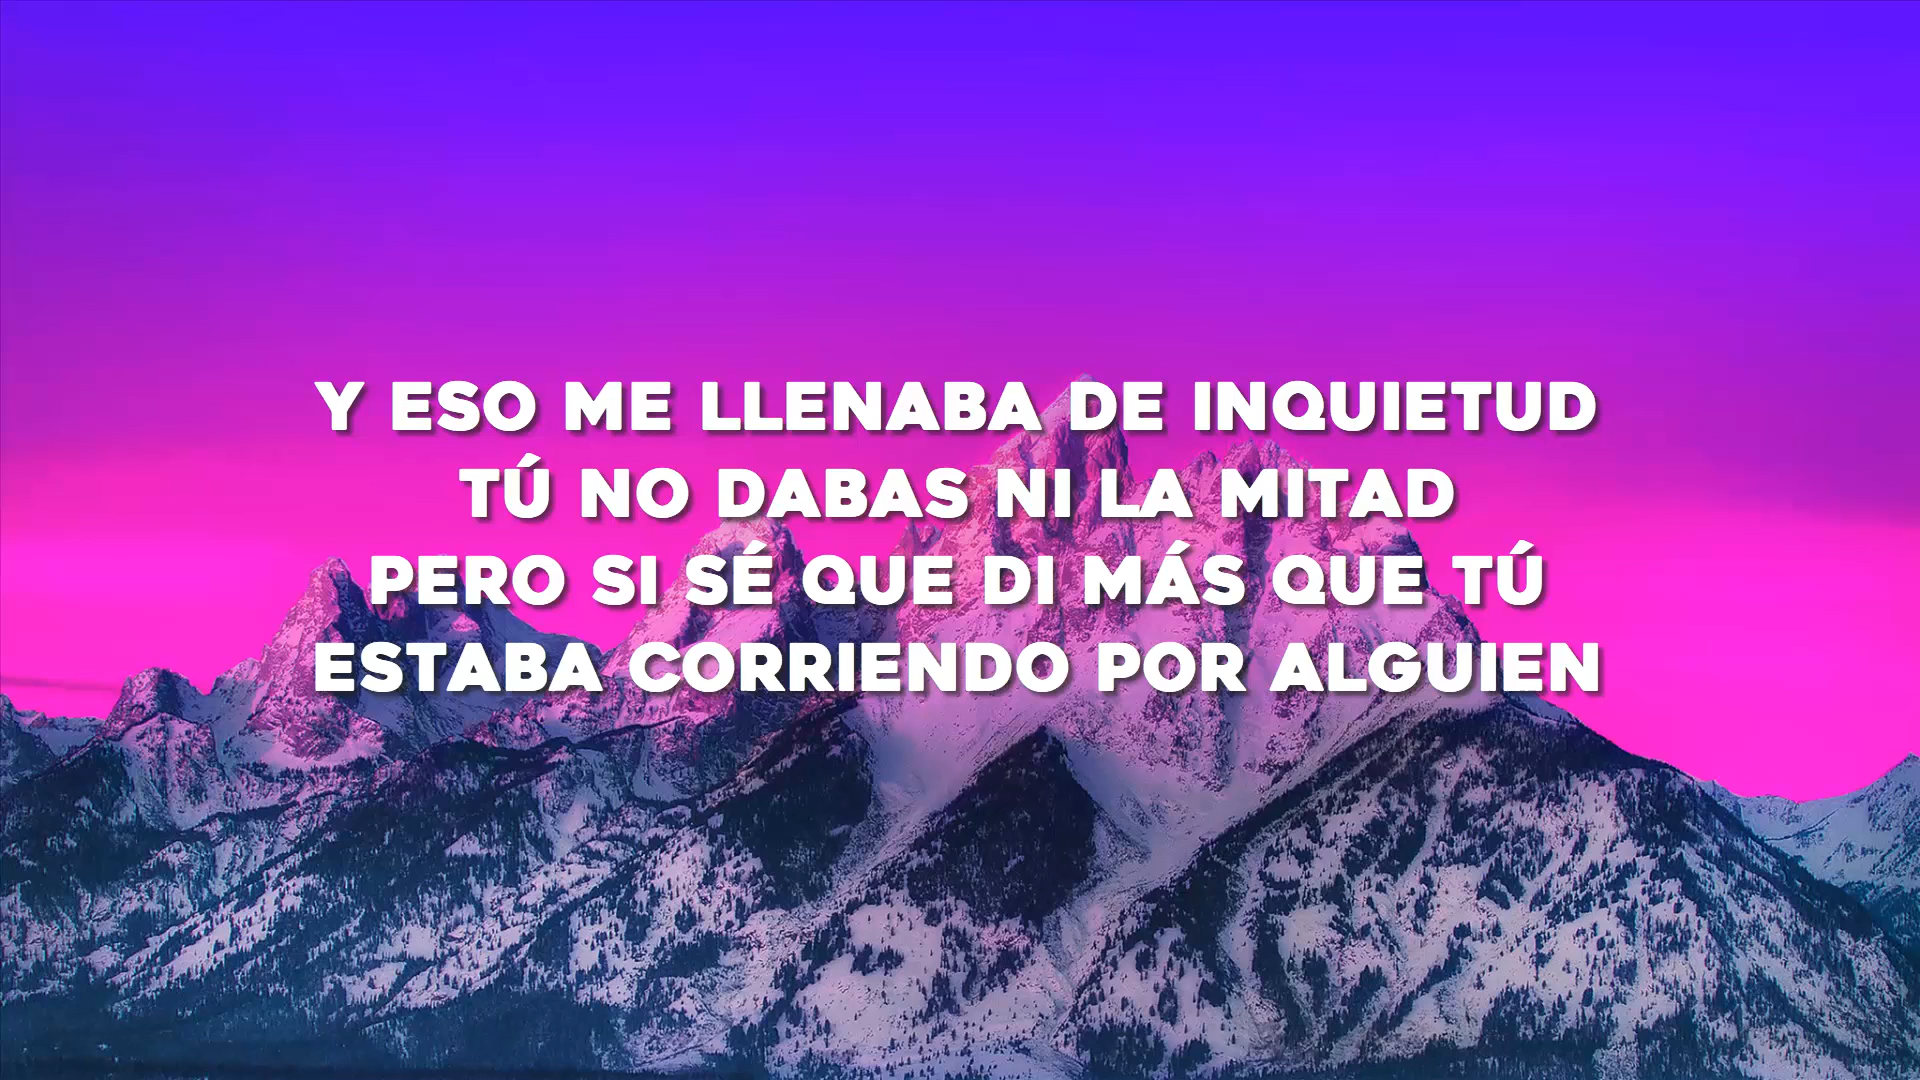 Y ESO ME LLENABA DE INQUIETUD
TÚ NO DABAS NI LA MITAD
PERO SI SÉ QUE DI MÁS QUE TÚ
ESTABA CORRIENDO POR ALGUIEN